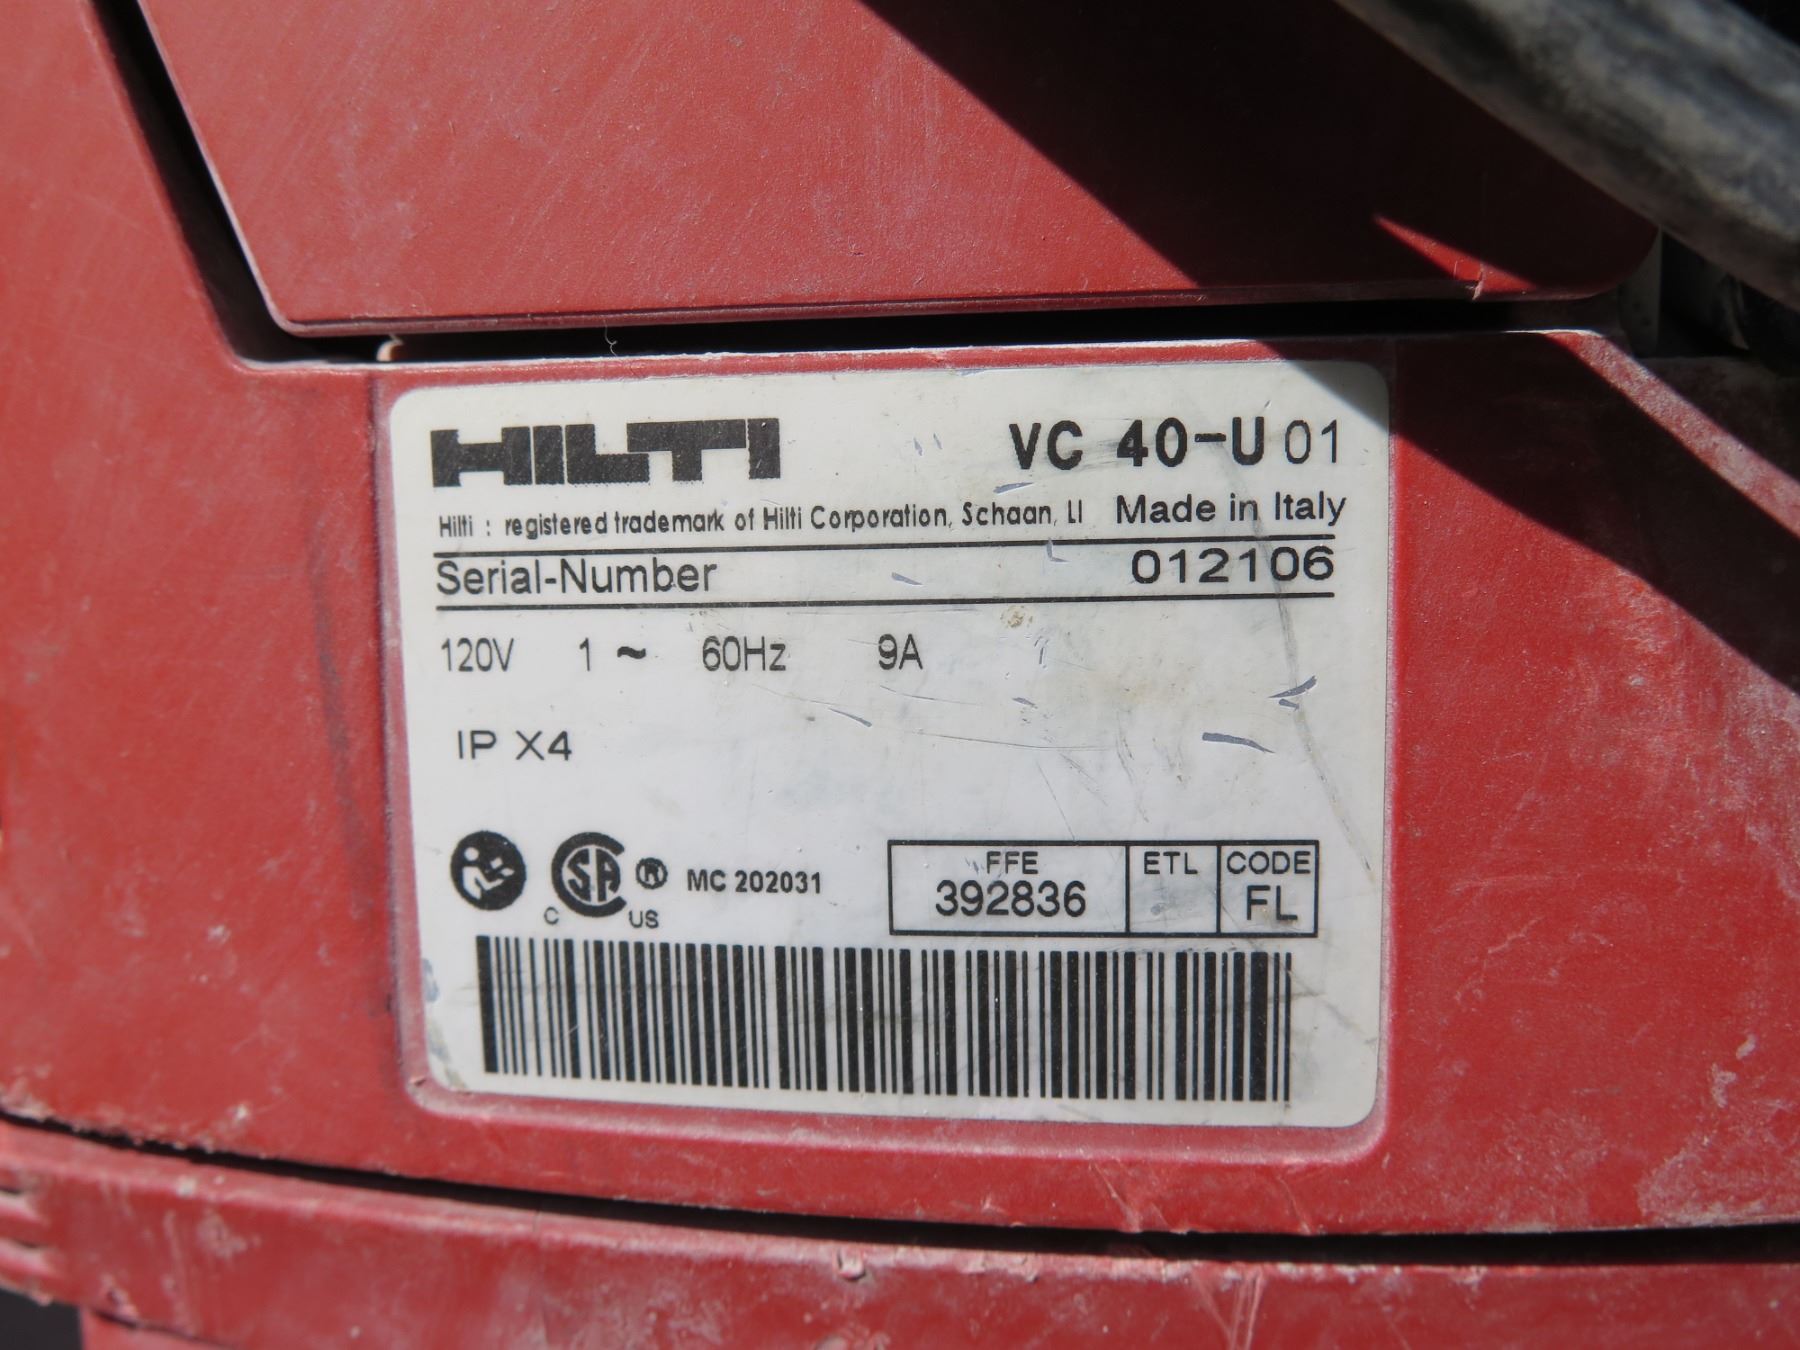 HILTI VC 40-U 01
Hilti : registered trademark of Hilti Corporation, Schaan, LI Made in Italy
Serial-Number 012106
120V 1 ~ 60Hz 9A
IP X4
FFE ETL CODE
C SA ® US MC 202031 392836 FL